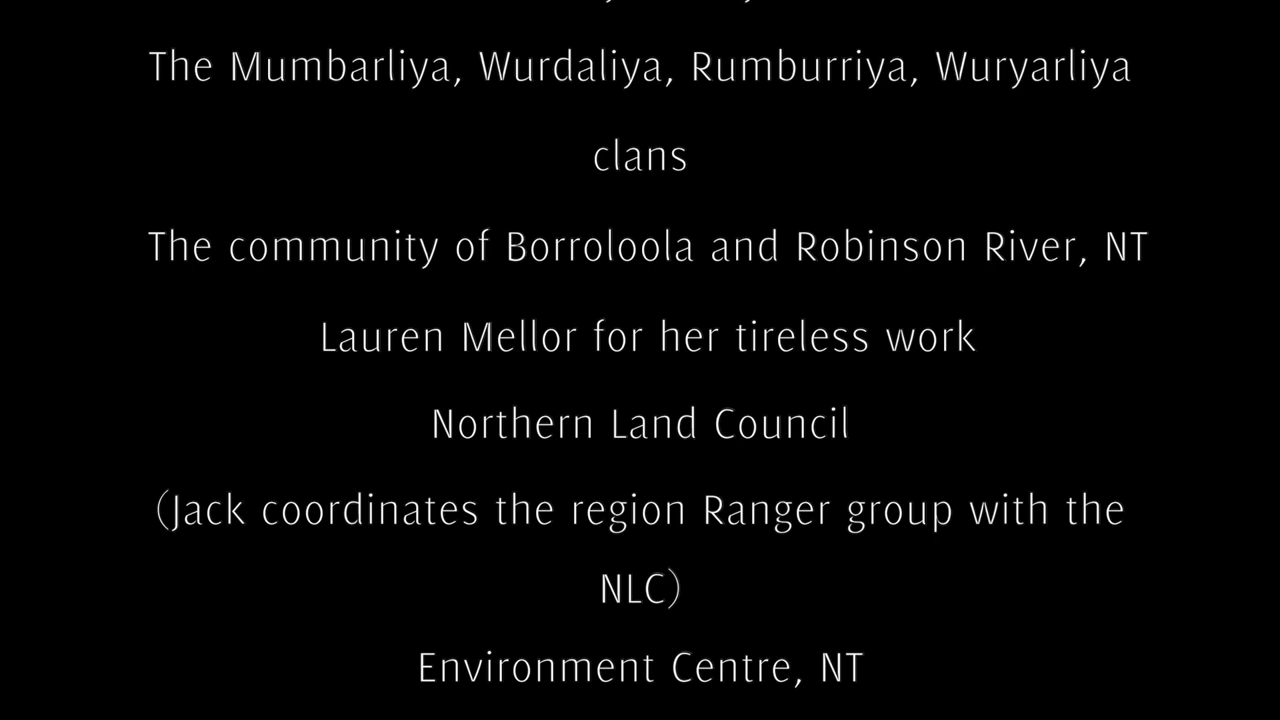 The Mumbarliya, Wurdaliya, Rumburriya, Wuryarliya
clans
The community of Borroloola and Robinson River, NT
Lauren Mellor for her tireless work
Northern Land Council
(Jack coordinates the region Ranger group with the
NLC)
Environment Centre, NT